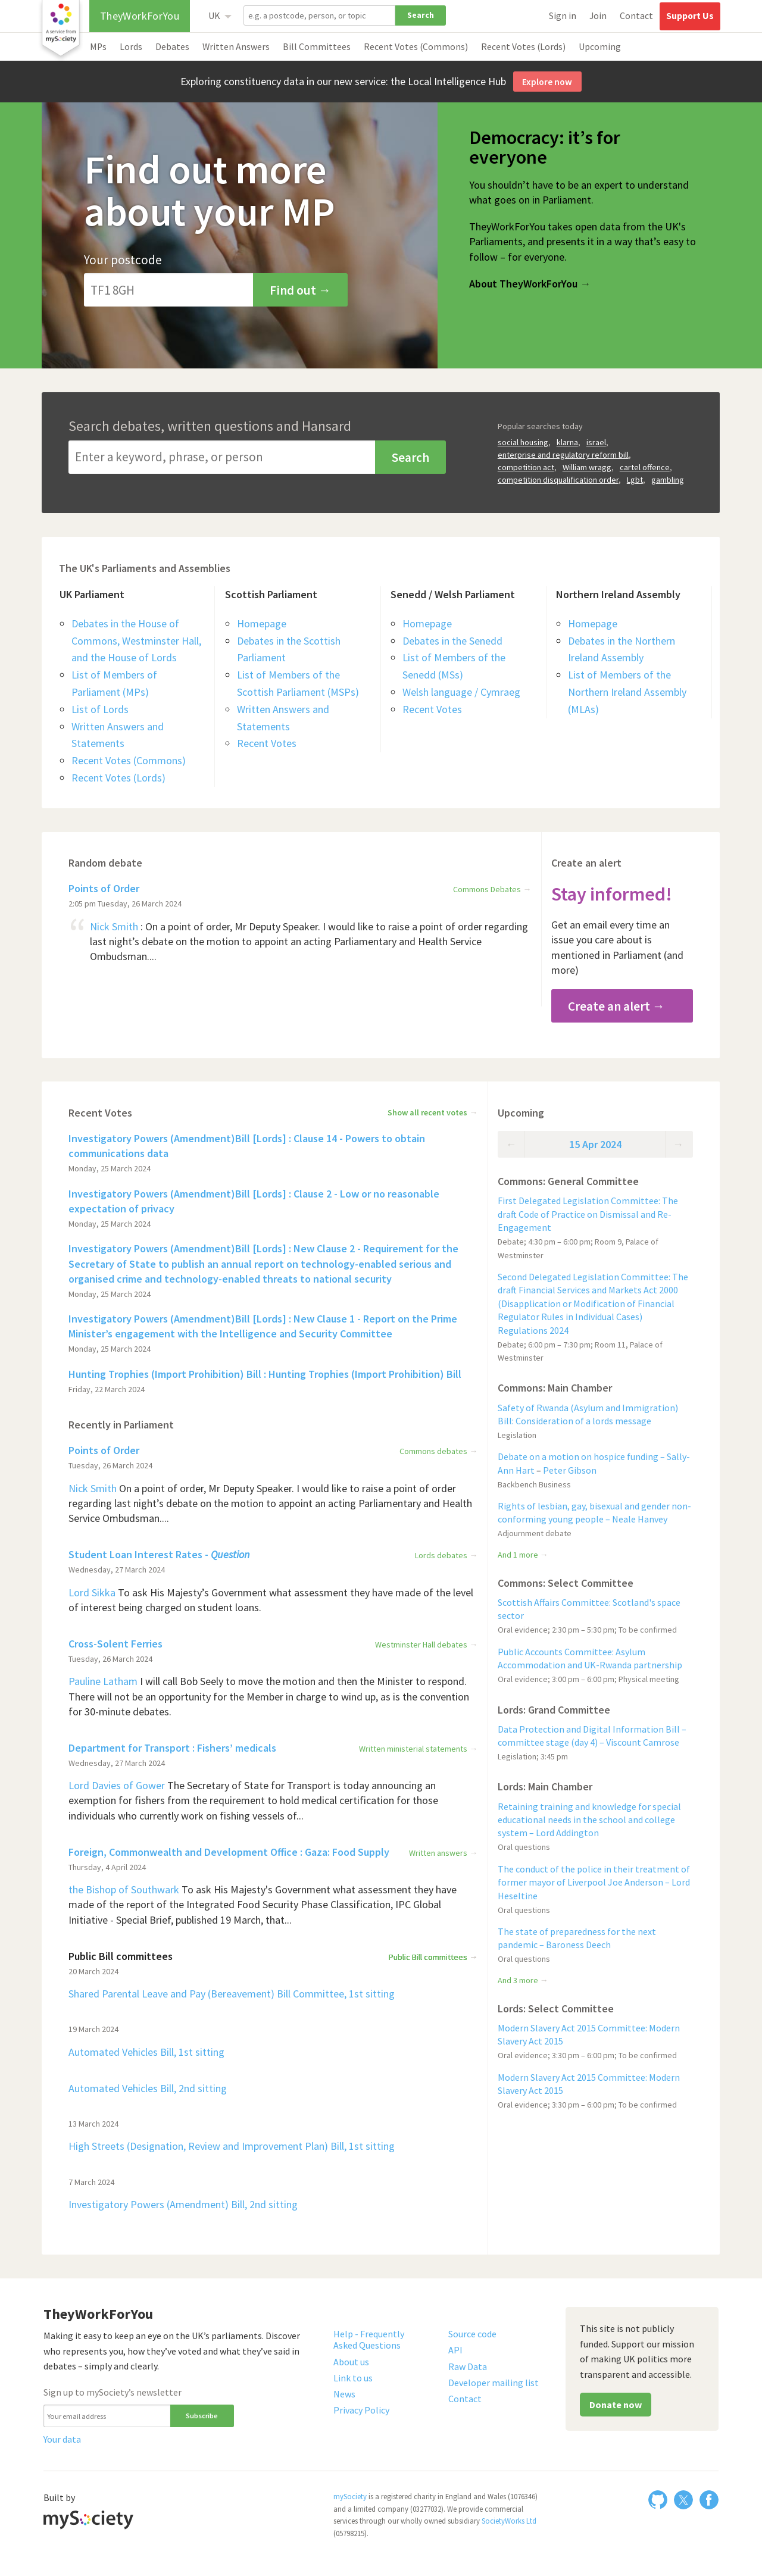 A service from
mySociety
TheyWorkForYou
UK
e.g. a postcode, person, or topic
Search
Sign in
Join
Contact
Support Us
MPs
Lords
Debates
Written Answers
Bill Committees
Recent Votes (Commons)
Recent Votes (Lords)
Upcoming
Exploring constituency data in our new service: the Local Intelligence Hub
Explore now
Find out more
about your MP
Your postcode
TF1 8GH
Find out →
Democracy: it’s for
everyone
You shouldn’t have to be an expert to understand
what goes on in Parliament.
TheyWorkForYou takes open data from the UK's
Parliaments, and presents it in a way that’s easy to
follow – for everyone.
About TheyWorkForYou →
Search debates, written questions and Hansard
Enter a keyword, phrase, or person
Search
Popular searches today
social housing, klarna, israel,
enterprise and regulatory reform bill,
competition act, William wragg, cartel offence,
competition disqualification order, Lgbt, gambling
The UK's Parliaments and Assemblies
UK Parliament
Debates in the House of
Commons, Westminster Hall,
and the House of Lords
List of Members of
Parliament (MPs)
List of Lords
Written Answers and
Statements
Recent Votes (Commons)
Recent Votes (Lords)
Scottish Parliament
Homepage
Debates in the Scottish
Parliament
List of Members of the
Scottish Parliament (MSPs)
Written Answers and
Statements
Recent Votes
Senedd / Welsh Parliament
Homepage
Debates in the Senedd
List of Members of the
Senedd (MSs)
Welsh language / Cymraeg
Recent Votes
Northern Ireland Assembly
Homepage
Debates in the Northern
Ireland Assembly
List of Members of the
Northern Ireland Assembly
(MLAs)
Random debate
Points of Order
Commons Debates →
2:05 pm Tuesday, 26 March 2024
“ Nick Smith : On a point of order, Mr Deputy Speaker. I would like to raise a point of order regarding
last night’s debate on the motion to appoint an acting Parliamentary and Health Service
Ombudsman....
Create an alert
Stay informed!
Get an email every time an
issue you care about is
mentioned in Parliament (and
more)
Create an alert →
Recent Votes
Show all recent votes →
Investigatory Powers (Amendment)Bill [Lords] : Clause 14 - Powers to obtain
communications data
Monday, 25 March 2024
Investigatory Powers (Amendment)Bill [Lords] : Clause 2 - Low or no reasonable
expectation of privacy
Monday, 25 March 2024
Investigatory Powers (Amendment)Bill [Lords] : New Clause 2 - Requirement for the
Secretary of State to publish an annual report on technology-enabled serious and
organised crime and technology-enabled threats to national security
Monday, 25 March 2024
Investigatory Powers (Amendment)Bill [Lords] : New Clause 1 - Report on the Prime
Minister’s engagement with the Intelligence and Security Committee
Monday, 25 March 2024
Hunting Trophies (Import Prohibition) Bill : Hunting Trophies (Import Prohibition) Bill
Friday, 22 March 2024
Recently in Parliament
Points of Order
Commons debates →
Tuesday, 26 March 2024
Nick Smith On a point of order, Mr Deputy Speaker. I would like to raise a point of order
regarding last night’s debate on the motion to appoint an acting Parliamentary and Health
Service Ombudsman....
Student Loan Interest Rates - Question
Lords debates →
Wednesday, 27 March 2024
Lord Sikka To ask His Majesty’s Government what assessment they have made of the level
of interest being charged on student loans.
Cross-Solent Ferries
Westminster Hall debates →
Tuesday, 26 March 2024
Pauline Latham I will call Bob Seely to move the motion and then the Minister to respond.
There will not be an opportunity for the Member in charge to wind up, as is the convention
for 30-minute debates.
Department for Transport : Fishers’ medicals
Written ministerial statements →
Wednesday, 27 March 2024
Lord Davies of Gower The Secretary of State for Transport is today announcing an
exemption for fishers from the requirement to hold medical certification for those
individuals who currently work on fishing vessels of...
Foreign, Commonwealth and Development Office : Gaza: Food Supply
Written answers →
Thursday, 4 April 2024
the Bishop of Southwark To ask His Majesty's Government what assessment they have
made of the report of the Integrated Food Security Phase Classification, IPC Global
Initiative - Special Brief, published 19 March, that...
Public Bill committees
Public Bill committees →
20 March 2024
Shared Parental Leave and Pay (Bereavement) Bill Committee, 1st sitting
19 March 2024
Automated Vehicles Bill, 1st sitting
Automated Vehicles Bill, 2nd sitting
13 March 2024
High Streets (Designation, Review and Improvement Plan) Bill, 1st sitting
7 March 2024
Investigatory Powers (Amendment) Bill, 2nd sitting
Upcoming
← 15 Apr 2024 →
Commons: General Committee
First Delegated Legislation Committee: The
draft Code of Practice on Dismissal and Re-
Engagement
Debate; 4:30 pm – 6:00 pm; Room 9, Palace of
Westminster
Second Delegated Legislation Committee: The
draft Financial Services and Markets Act 2000
(Disapplication or Modification of Financial
Regulator Rules in Individual Cases)
Regulations 2024
Debate; 6:00 pm – 7:30 pm; Room 11, Palace of
Westminster
Commons: Main Chamber
Safety of Rwanda (Asylum and Immigration)
Bill: Consideration of a lords message
Legislation
Debate on a motion on hospice funding – Sally-
Ann Hart – Peter Gibson
Backbench Business
Rights of lesbian, gay, bisexual and gender non-
conforming young people – Neale Hanvey
Adjournment debate
And 1 more →
Commons: Select Committee
Scottish Affairs Committee: Scotland's space
sector
Oral evidence; 2:30 pm – 5:30 pm; To be confirmed
Public Accounts Committee: Asylum
Accommodation and UK-Rwanda partnership
Oral evidence; 3:00 pm – 6:00 pm; Physical meeting
Lords: Grand Committee
Data Protection and Digital Information Bill –
committee stage (day 4) – Viscount Camrose
Legislation; 3:45 pm
Lords: Main Chamber
Retaining training and knowledge for special
educational needs in the school and college
system – Lord Addington
Oral questions
The conduct of the police in their treatment of
former mayor of Liverpool Joe Anderson – Lord
Heseltine
Oral questions
The state of preparedness for the next
pandemic – Baroness Deech
Oral questions
And 3 more →
Lords: Select Committee
Modern Slavery Act 2015 Committee: Modern
Slavery Act 2015
Oral evidence; 3:30 pm – 6:00 pm; To be confirmed
Modern Slavery Act 2015 Committee: Modern
Slavery Act 2015
Oral evidence; 3:30 pm – 6:00 pm; To be confirmed
TheyWorkForYou
Making it easy to keep an eye on the UK’s parliaments. Discover
who represents you, how they’ve voted and what they’ve said in
debates – simply and clearly.
Sign up to mySociety’s newsletter
Your email address
Subscribe
Your data
Help - Frequently
Asked Questions
About us
Link to us
News
Privacy Policy
Source code
API
Raw Data
Developer mailing list
Contact
This site is not publicly
funded. Support our mission
of making UK politics more
transparent and accessible.
Donate now
Built by
mySociety
mySociety is a registered charity in England and Wales (1076346)
and a limited company (03277032). We provide commercial
services through our wholly owned subsidiary SocietyWorks Ltd
(05798215).